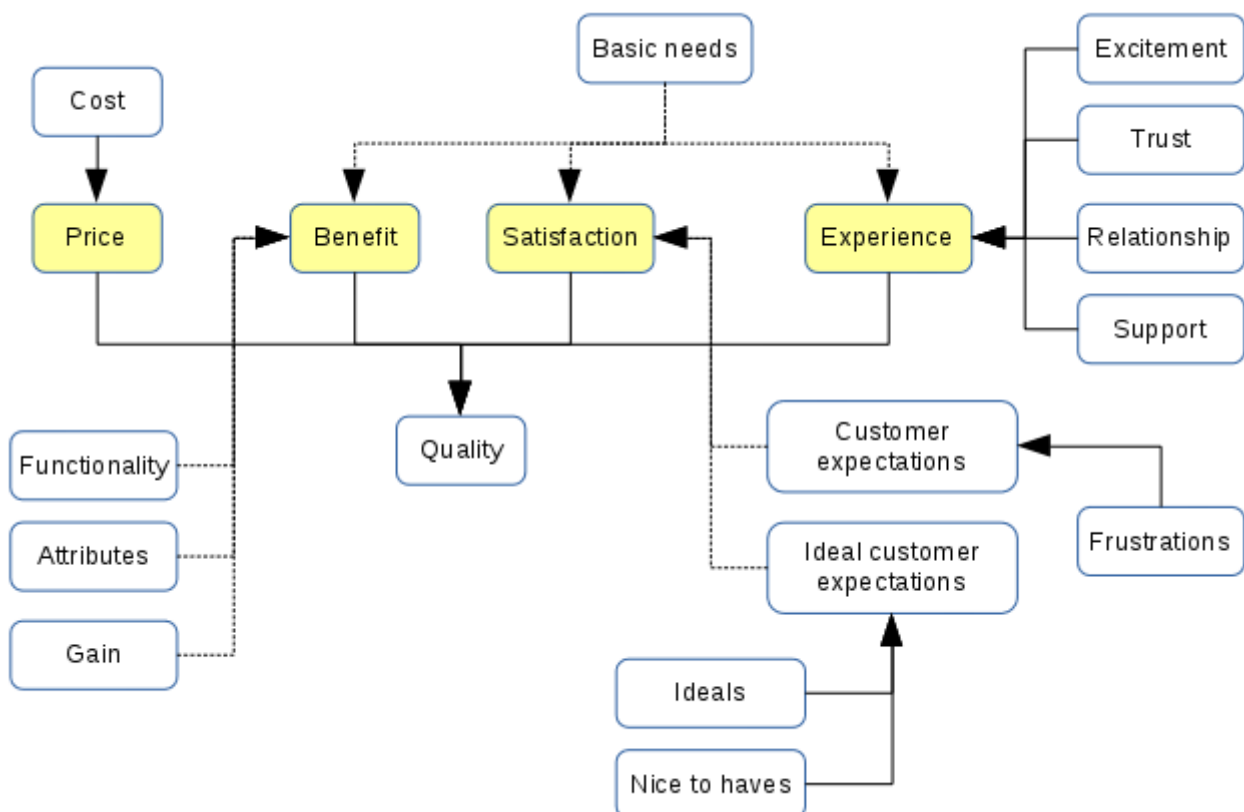 Basic needs
Excitement
Cost
Trust
Price
Benefit
Satisfaction
Experience
Relationship
Support
Functionality
Quality
Customer
expectations
Attributes
Ideal customer
expectations
Frustrations
Gain
Ideals
Nice to haves